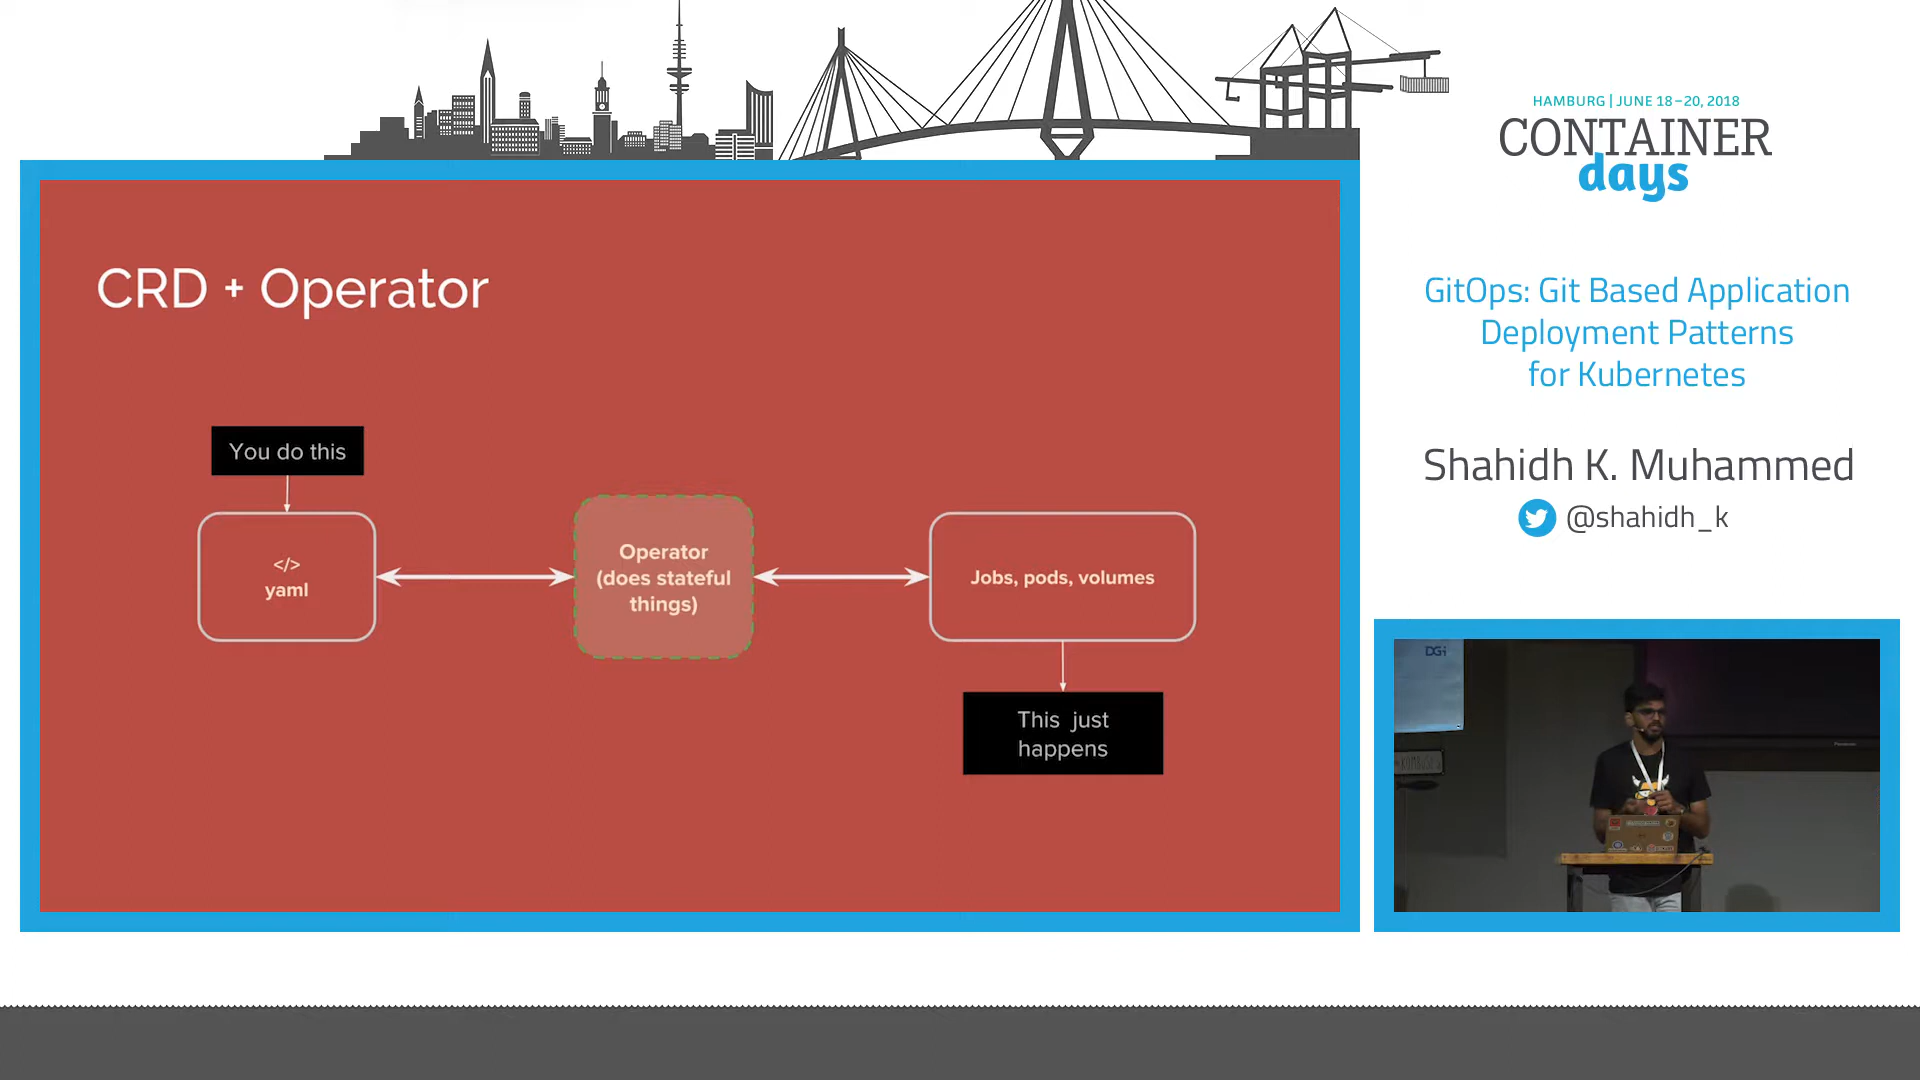 HAMBURG | JUNE 18–20, 2018
CONTAINER
days
GitOps: Git Based Application
Deployment Patterns
for Kubernetes
Shahidh K. Muhammed
@shahidh_k
CRD + Operator
You do this
</>
yaml
Operator
(does stateful
things)
Jobs, pods, volumes
This just
happens
DGi